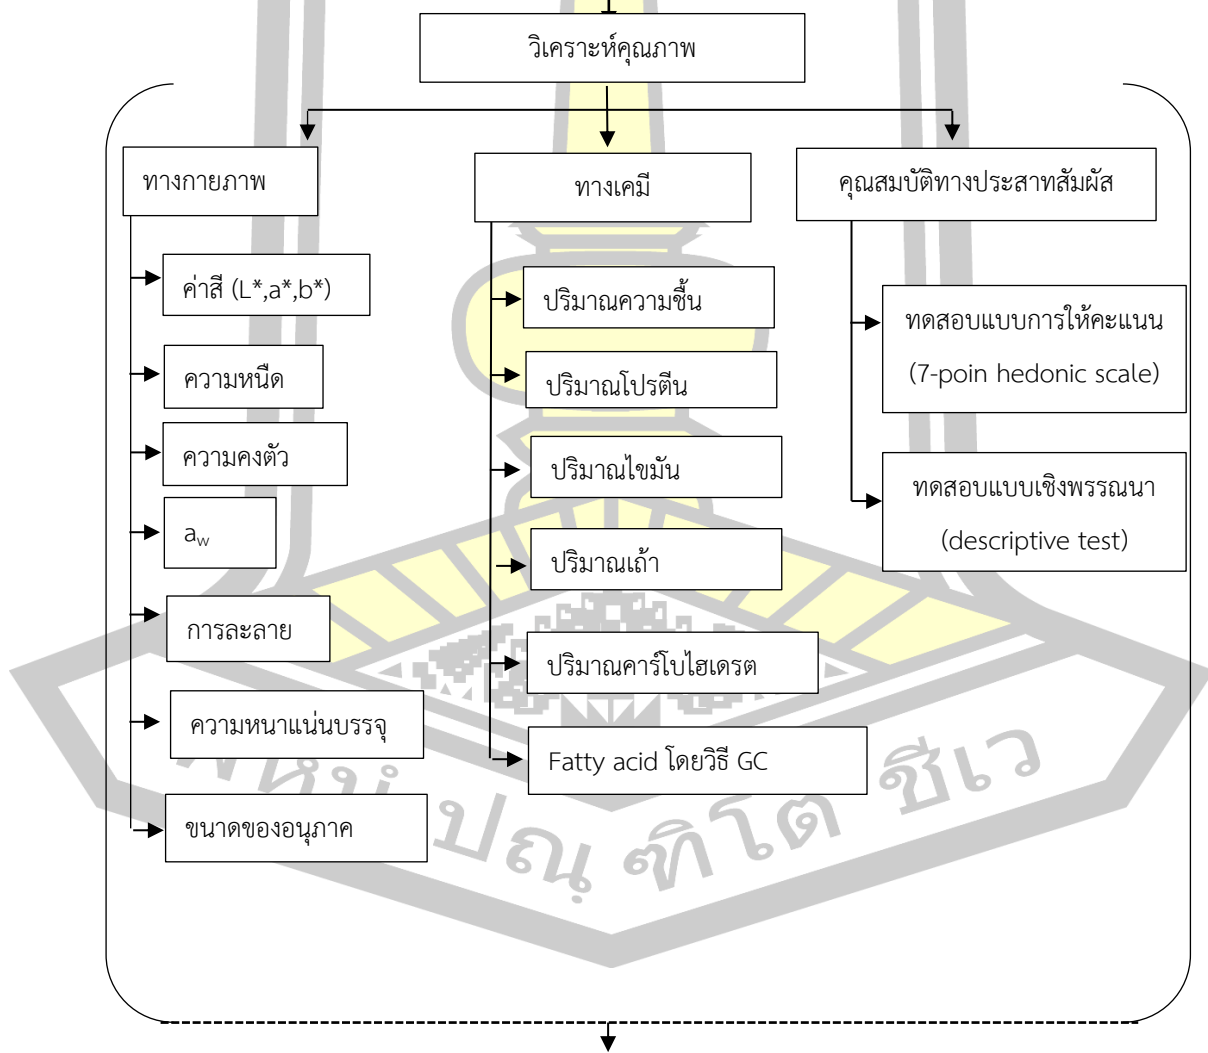 วิเคราะห์คุณภาพ
ทางกายภาพ
ค่าสี (L*,a*,b*)
ความหนืด
ความคงตัว
aw
การละลาย
ความหนาแน่นบรรจุ
ขนาดของอนุภาค
ทางเคมี
ปริมาณความชื้น
ปริมาณโปรตีน
ปริมาณไขมัน
ปริมาณเถ้า
ปริมาณคาร์โบไฮเดรต
Fatty acid โดยวิธี GC
คุณสมบัติทางประสาทสัมผัส
ทดสอบแบบการให้คะแนน
(7-poin hedonic scale)
ทดสอบแบบเชิงพรรณนา
(descriptive test)
ปณฺ ฑิโต ชีเว